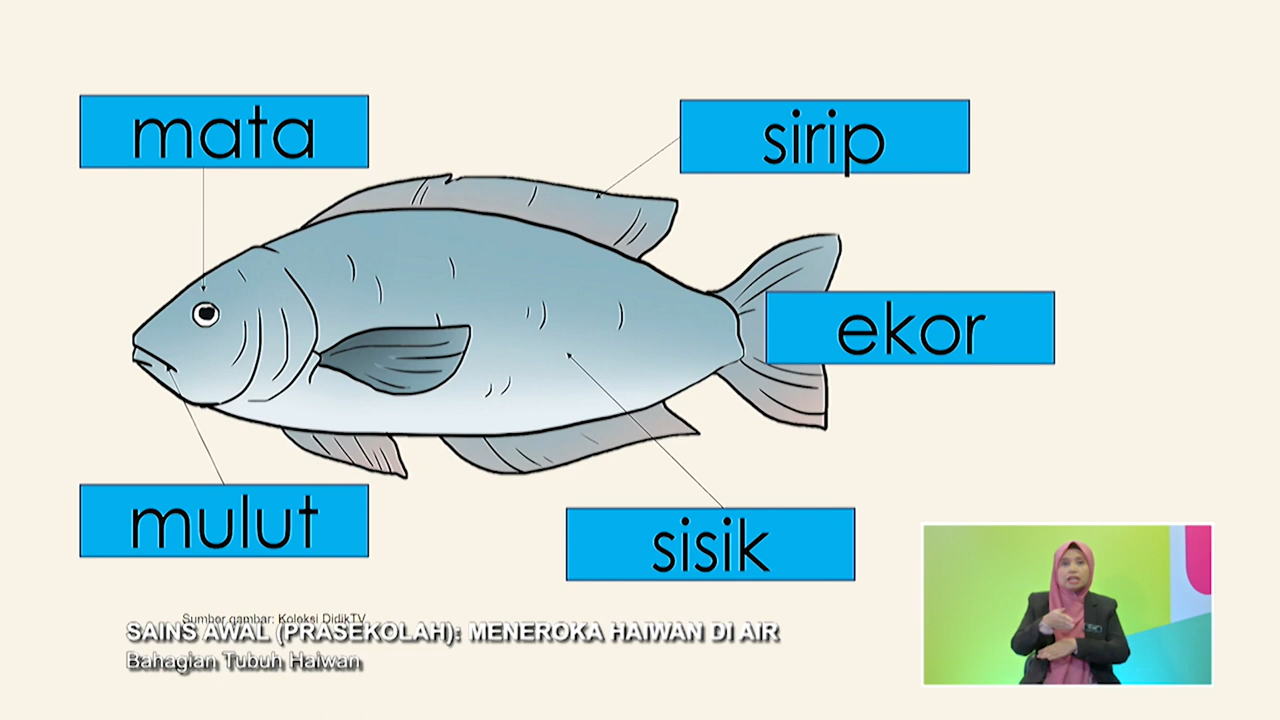 mata
sirip
ekor
mulut
sisik
Sumber gambar: Koleksi DidikTV
SAINS AWAL (PRASEKOLAH): MENEROKA HAIWAN DI AIR
Bahagian Tubuh Haiwan